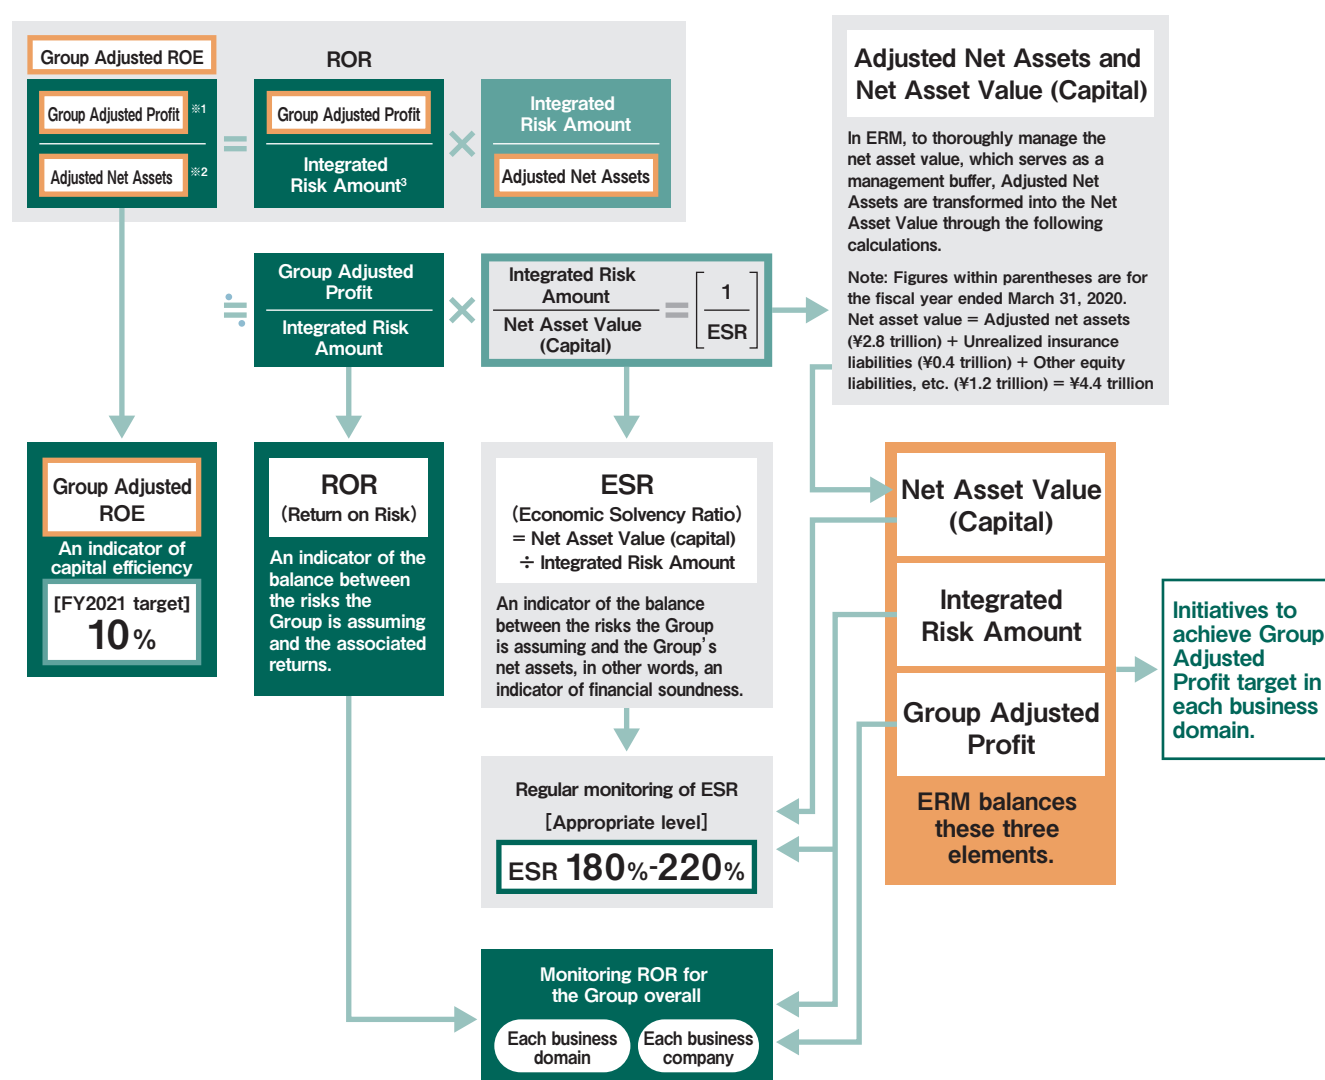 Group Adjusted ROE
Group Adjusted Profit ※1
Adjusted Net Assets ※2
=
ROR
Group Adjusted Profit
Integrated
Risk Amount³
×
Integrated
Risk Amount
Adjusted Net Assets
≒
Group Adjusted
Profit
Integrated Risk
Amount
×
Integrated Risk
Amount
Net Asset Value
(Capital)
=
[1
ESR]
Adjusted Net Assets and
Net Asset Value (Capital)
In ERM, to thoroughly manage the
net asset value, which serves as a
management buffer, Adjusted Net
Assets are transformed into the Net
Asset Value through the following
calculations.
Note: Figures within parentheses are for
the fiscal year ended March 31, 2020.
Net asset value = Adjusted net assets
(¥2.8 trillion) + Unrealized insurance
liabilities (¥0.4 trillion) + Other equity
liabilities, etc. (¥1.2 trillion) = ¥4.4 trillion
Group Adjusted
ROE
An indicator of
capital efficiency
[FY2021 target]
10%
ROR
(Return on Risk)
An indicator of the
balance between
the risks the
Group is assuming
and the associated
returns.
ESR
(Economic Solvency Ratio)
= Net Asset Value (capital)
÷ Integrated Risk Amount
An indicator of the balance
between the risks the Group
is assuming and the Group's
net assets, in other words, an
indicator of financial soundness.
Regular monitoring of ESR
[Appropriate level]
ESR 180%-220%
Monitoring ROR for
the Group overall
Each business
domain
Each business
company
Net Asset Value
(Capital)
Integrated
Risk Amount
Group Adjusted
Profit
ERM balances
these three
elements.
Initiatives to
achieve Group
Adjusted
Profit target in
each business
domain.